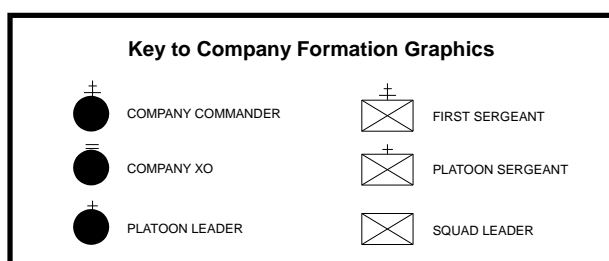 Key to Company Formation Graphics
COMPANY COMMANDER
FIRST SERGEANT
COMPANY XO
PLATOON SERGEANT
PLATOON LEADER
SQUAD LEADER